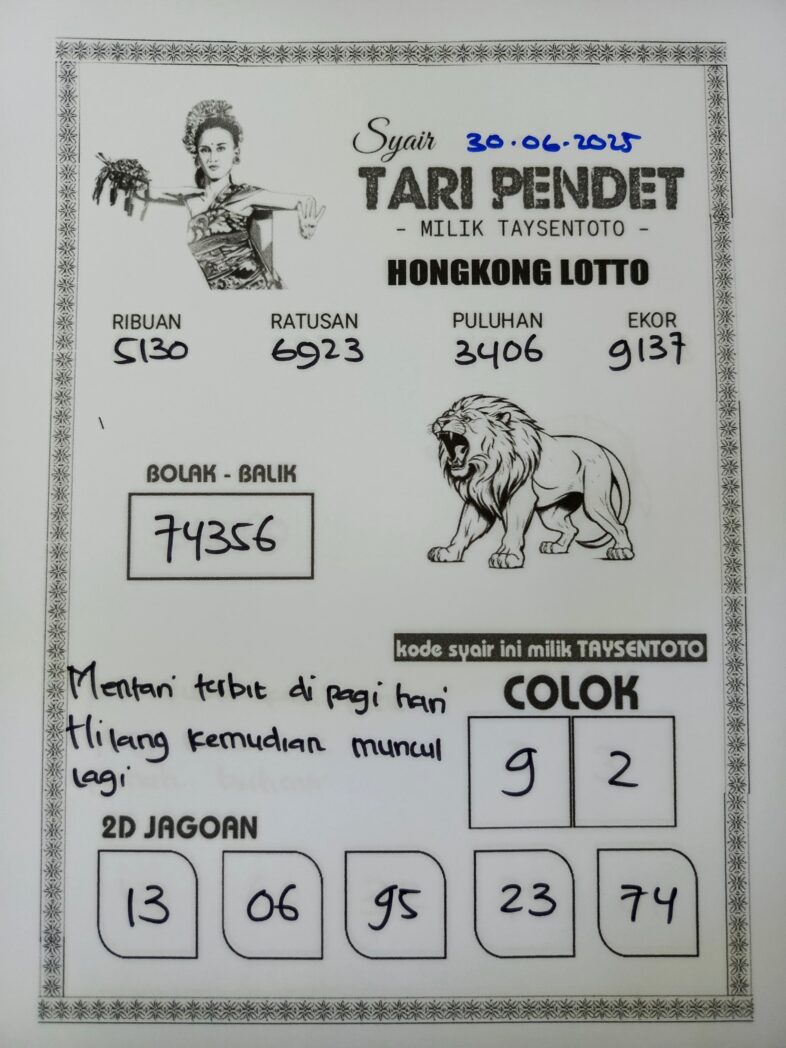 Syair 30.06.2025
TARI PENDET
- MILIK TAYSENTOTO -
HONGKONG LOTTO
RIBUAN RATUSAN PULUHAN EKOR
5130 6923 3406 9137
BOLAK - BALIK
74356
kode syair ini milik TAYSENTOTO
Mentari terbit di pagi hari
Hilang kemudian muncul
lagi
COLOK
9 2
2D JAGOAN
13 06 95 23 74